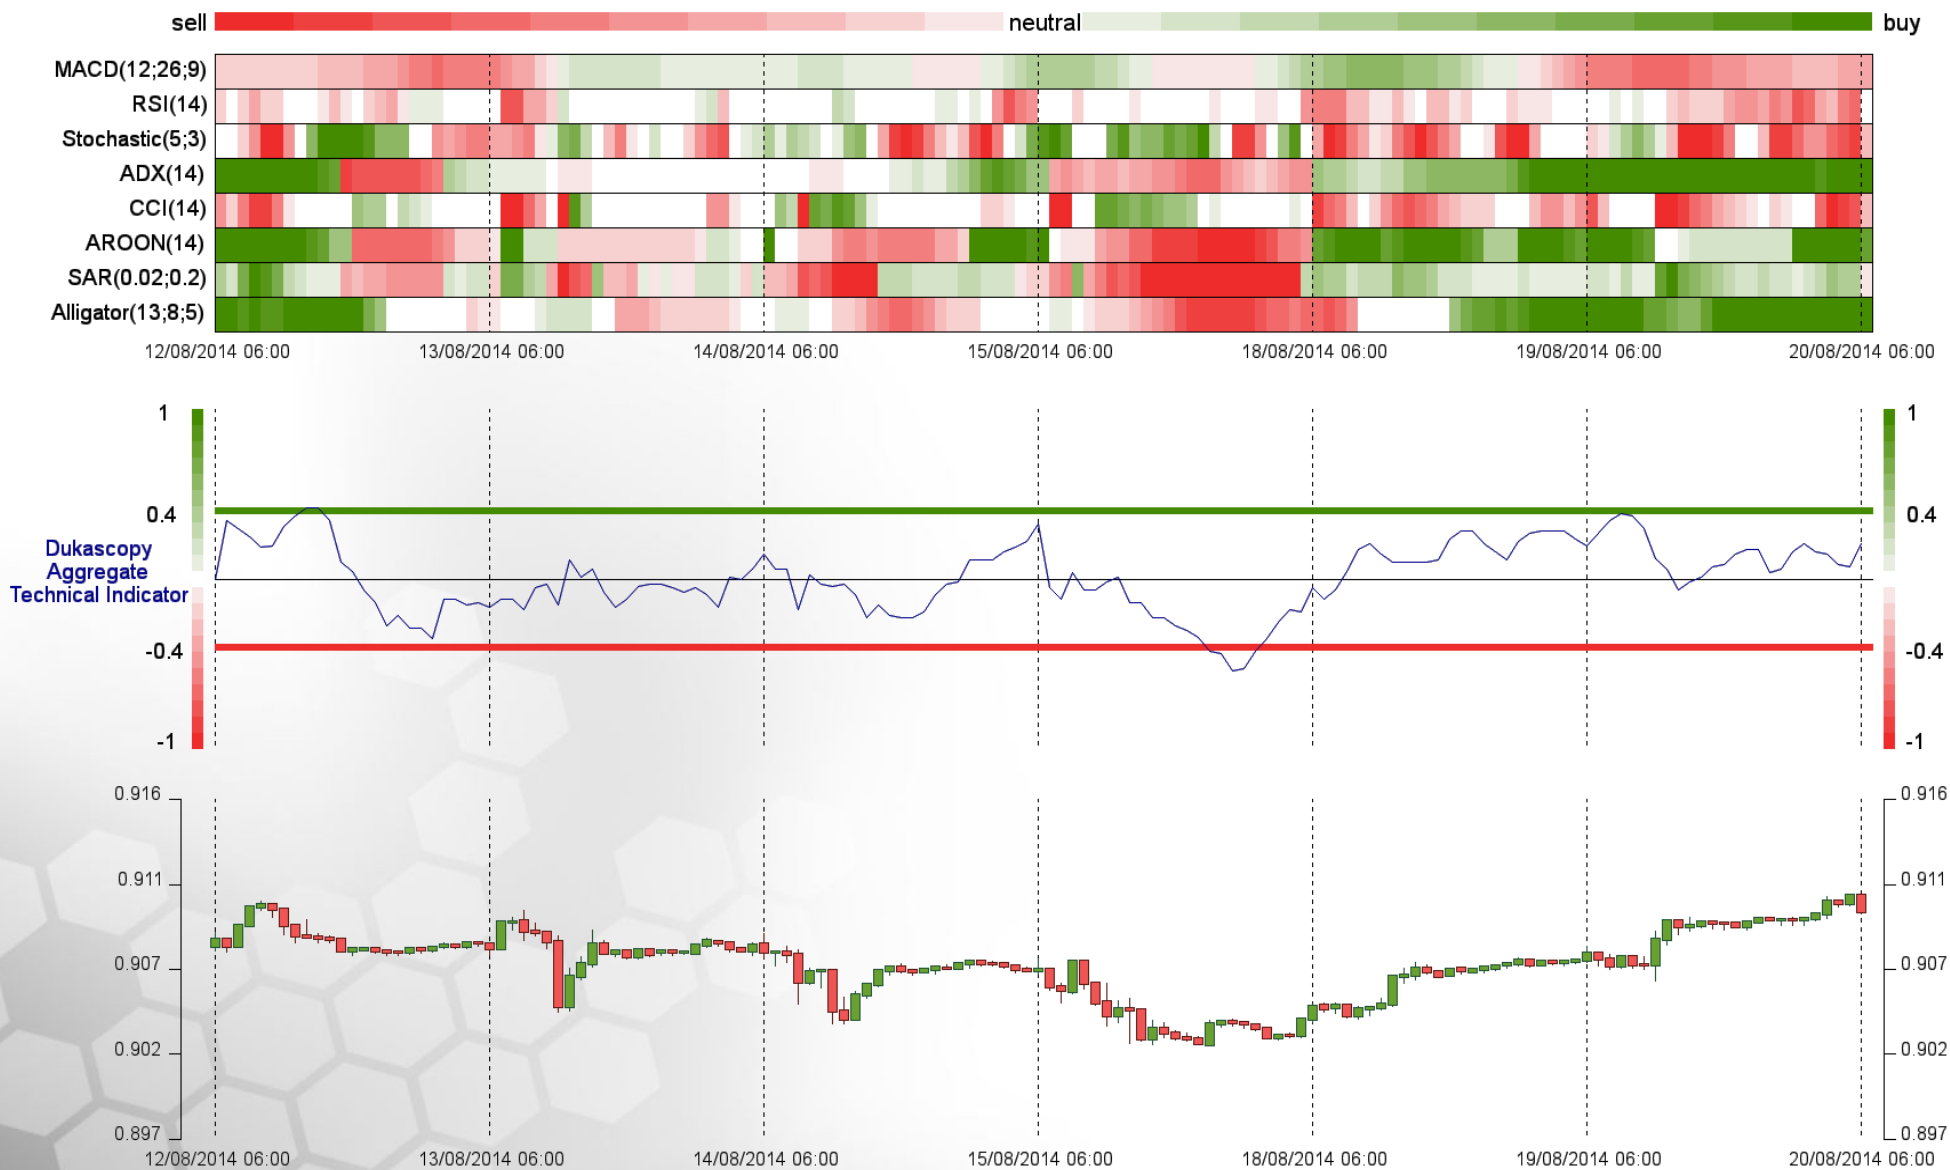 sell neutral buy
MACD(12;26;9)
RSI(14)
Stochastic(5;3)
ADX(14)
CCI(14)
AROON(14)
SAR(0.02;0.2)
Alligator(13;8;5)
12/08/2014 06:00 13/08/2014 06:00 14/08/2014 06:00 15/08/2014 06:00 18/08/2014 06:00 19/08/2014 06:00 20/08/2014 06:00
1 1
0.4 0.4
Dukascopy
Aggregate
Technical Indicator
-0.4 -0.4
-1 -1
0.916 0.916
0.911 0.911
0.907 0.907
0.902 0.902
0.897 0.897
12/08/2014 06:00 13/08/2014 06:00 14/08/2014 06:00 15/08/2014 06:00 18/08/2014 06:00 19/08/2014 06:00 20/08/2014 06:00